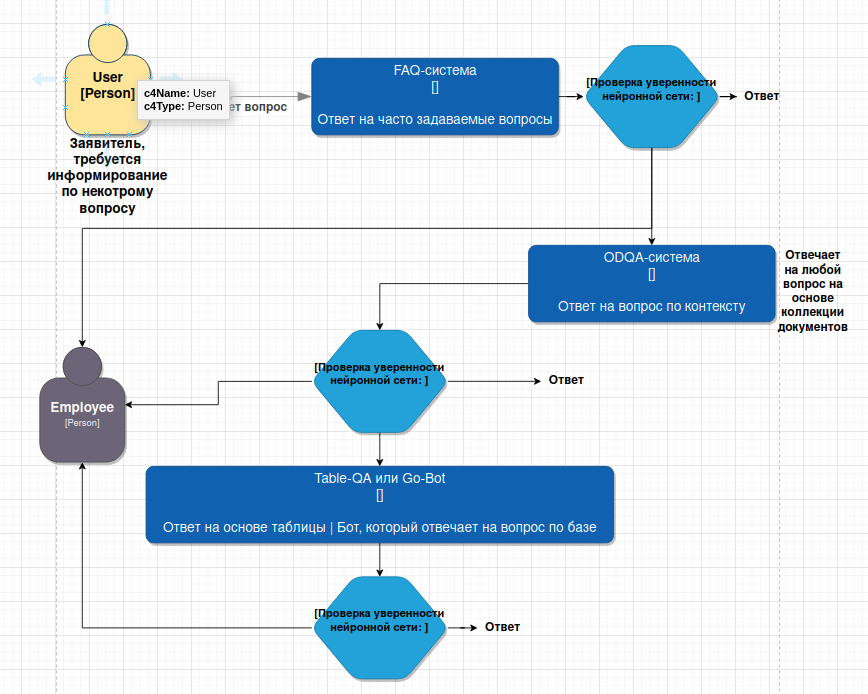 User
[Person]
c4Name: User
c4Type: Person
ет вопрос
Заявитель,
требуется
информирование
по некотрому
вопросу
FAQ-система
[]
Ответ на часто задаваемые вопросы
[Проверка уверенности
нейронной сети: ]
Ответ
ODQA-система
[]
Ответ на вопрос по контексту
Отвечает
на любой
вопрос на
основе
коллекции
документов
[Проверка уверенности
нейронной сети: ]
Ответ
Employee
[Person]
Table-QA или Go-Bot
[]
Ответ на основе таблицы | Бот, который отвечает на вопрос по базе
[Проверка уверенности
нейронной сети: ]
Ответ